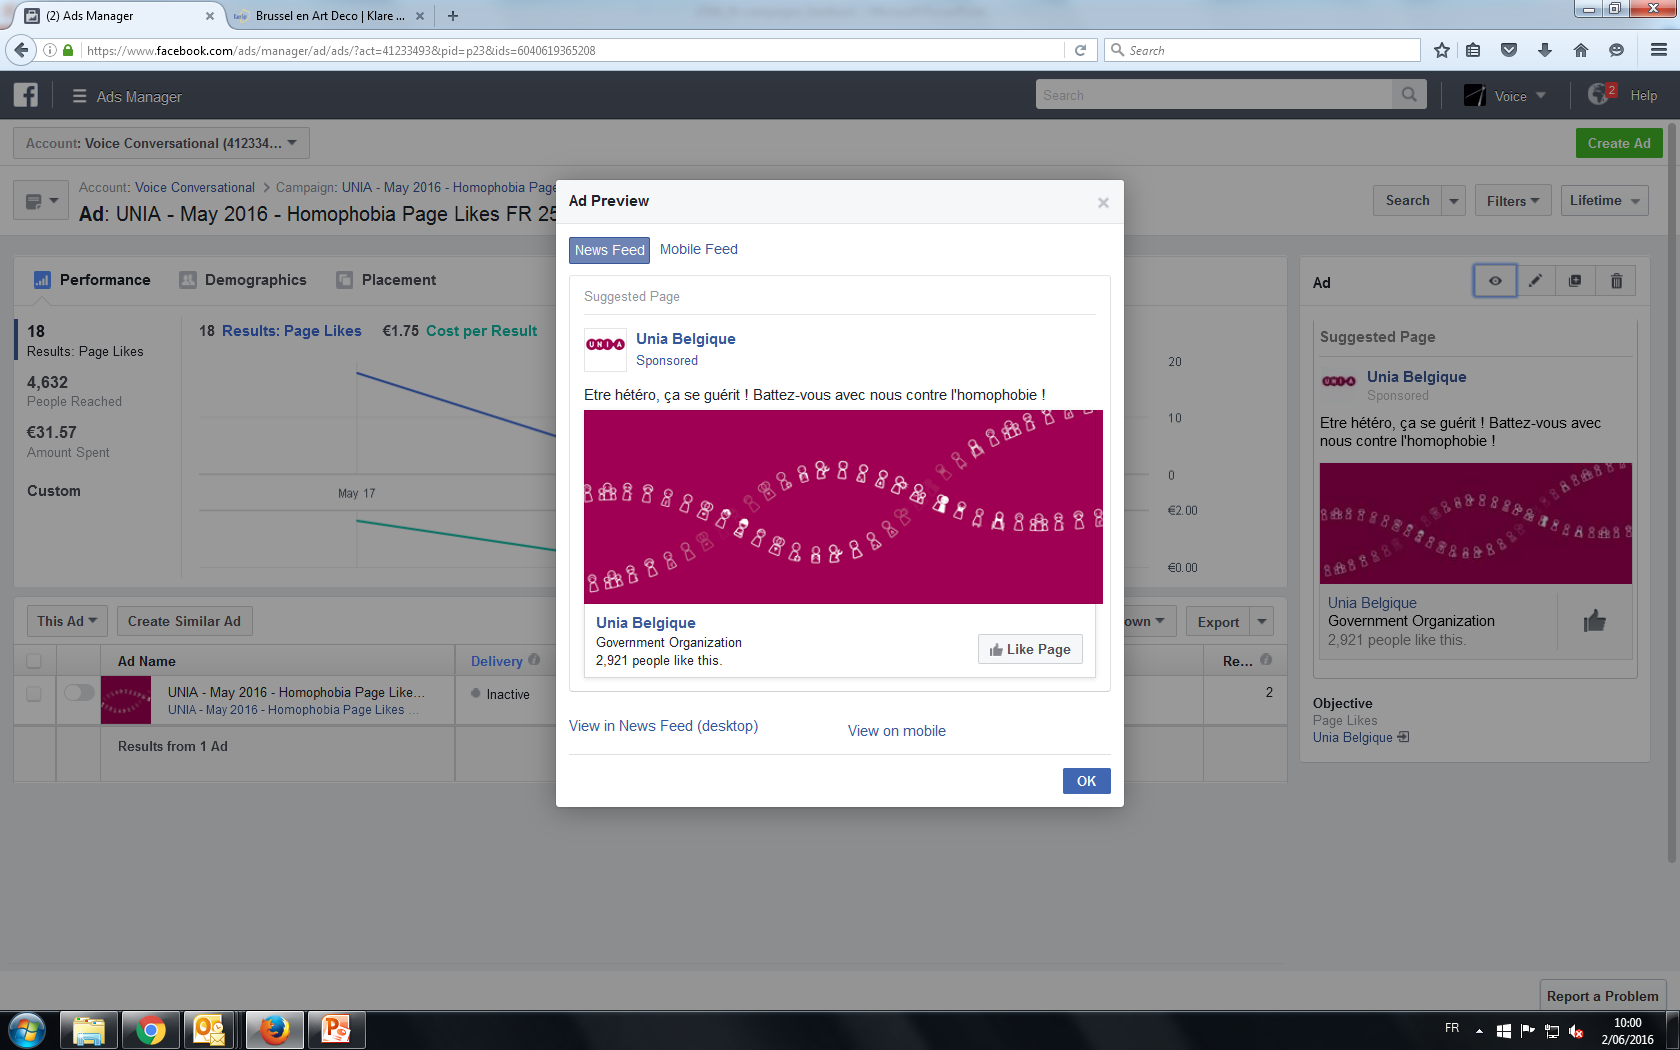 (2) Ads Manager
Brussel en Art Deco | Klare ...
https://www.facebook.com/ads/manager/ad/ads/?act=41233493&pid=p23&ids=6040619365208
Search
Ads Manager
Search
Voice
2
Help
Account: Voice Conversational (412334...
Create Ad
Account: Voice Conversational > Campaign: UNIA - May 2016 - Homophobia Page
Ad: UNIA - May 2016 - Homophobia Page Likes FR 25
Search
Filters
Lifetime
Performance
Demographics
Placement
18
Results: Page Likes
4,632
People Reached
€31.57
Amount Spent
Custom
18 Results: Page Likes €1.75 Cost per Result
20
10
0
May 17
€2.00
€0.00
Ad Preview
News Feed
Mobile Feed
Suggested Page
UNIA
Unia Belgique
Sponsored
Etre hétéro, ça se guérit ! Battez-vous avec nous contre l'homophobie !
Unia Belgique
Government Organization
2,921 people like this.
Like Page
View in News Feed (desktop)
View on mobile
OK
Ad
Suggested Page
UNIA
Unia Belgique
Sponsored
Etre hétéro, ça se guérit ! Battez-vous avec
nous contre l'homophobie !
Unia Belgique
Government Organization
2,921 people like this.
Objective
Page Likes
Unia Belgique
This Ad
Create Similar Ad
own
Export
Ad Name
Delivery
Re...
UNIA - May 2016 - Homophobia Page Like...
UNIA - May 2016 - Homophobia Page Likes ...
Inactive
2
Results from 1 Ad
Report a Problem
FR
10:00
2/06/2016